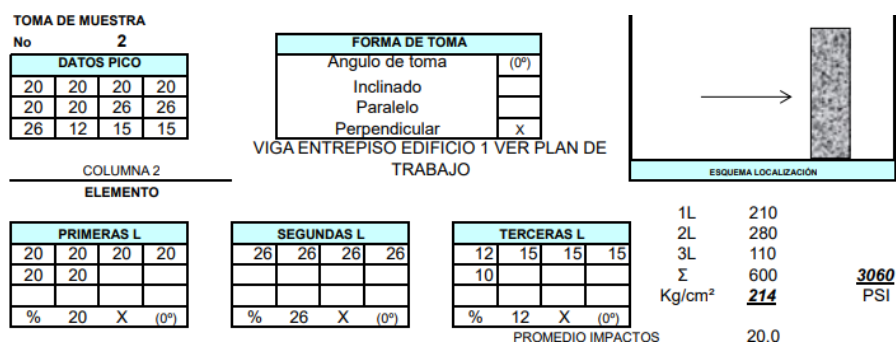 TOMA DE MUESTRA
No 2
DATOS PICO
20 20 20 20
20 20 26 26
26 12 15 15
COLUMNA 2
ELEMENTO
FORMA DE TOMA
Angulo de toma (0º)
Inclinado
Paralelo
Perpendicular X
VIGA ENTREPISO EDIFICIO 1 VER PLAN DE
TRABAJO
ESQUEMA LOCALIZACIÓN
PRIMERAS L
20 20 20 20
20 20
% 20 X (0º)
SEGUNDAS L
26 26 26 26
% 26 X (0º)
TERCERAS L
12 15 15 15
10
% 12 X (0º)
1L 210
2L 280
3L 110
Σ 600 3060
Kg/cm² 214 PSI
PROMEDIO IMPACTOS 20.0